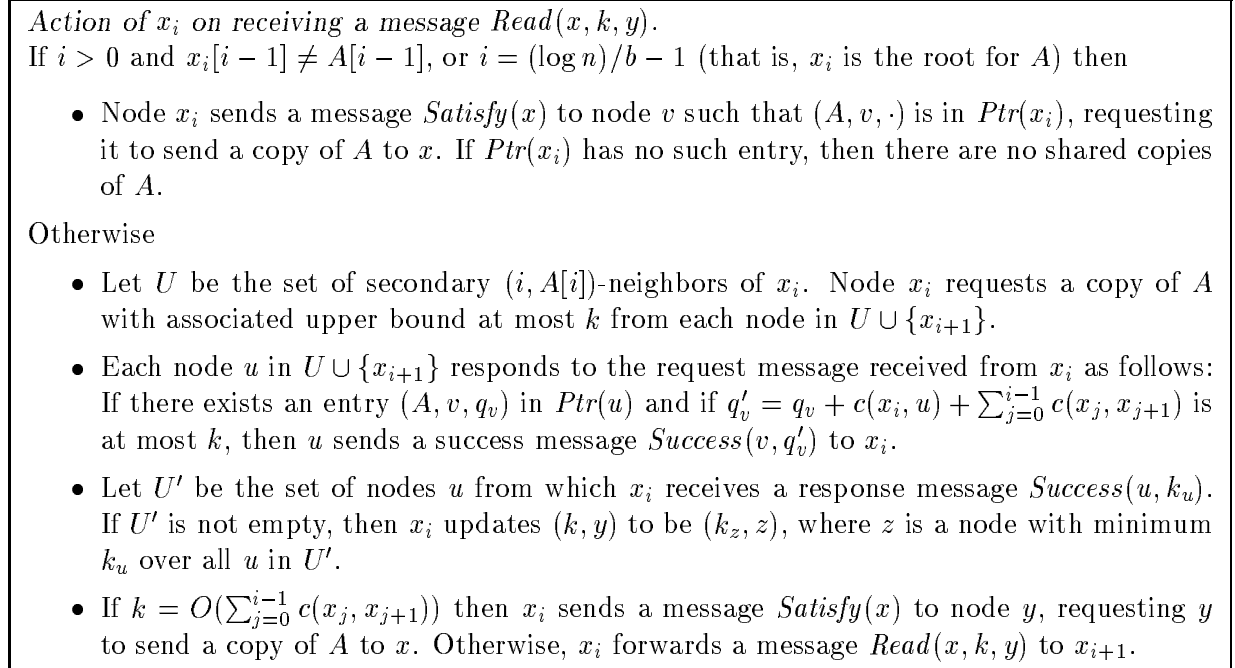 Action of x_i on receiving a message Read(x, k, y).
If i > 0 and x_i[i − 1] ≠ A[i − 1], or i = (log n)/b − 1 (that is, x_i is the root for A) then
• Node x_i sends a message Satisfy(x) to node v such that (A, v, ·) is in Ptr(x_i), requesting
it to send a copy of A to x. If Ptr(x_i) has no such entry, then there are no shared copies
of A.
Otherwise
• Let U be the set of secondary (i, A[i])-neighbors of x_i. Node x_i requests a copy of A
with associated upper bound at most k from each node in U ∪ {x_{i+1}}.
• Each node u in U ∪ {x_{i+1}} responds to the request message received from x_i as follows:
If there exists an entry (A, v, q_v) in Ptr(u) and if q′_v = q_v + c(x_i, u) + ∑_{j=0}^{i−1} c(x_j, x_{j+1}) is
at most k, then u sends a success message Success(v, q′_v) to x_i.
• Let U′ be the set of nodes u from which x_i receives a response message Success(u, k_u).
If U′ is not empty, then x_i updates (k, y) to be (k_z, z), where z is a node with minimum
k_u over all u in U′.
• If k = O(∑_{j=0}^{i−1} c(x_j, x_{j+1})) then x_i sends a message Satisfy(x) to node y, requesting y
to send a copy of A to x. Otherwise, x_i forwards a message Read(x, k, y) to x_{i+1}.